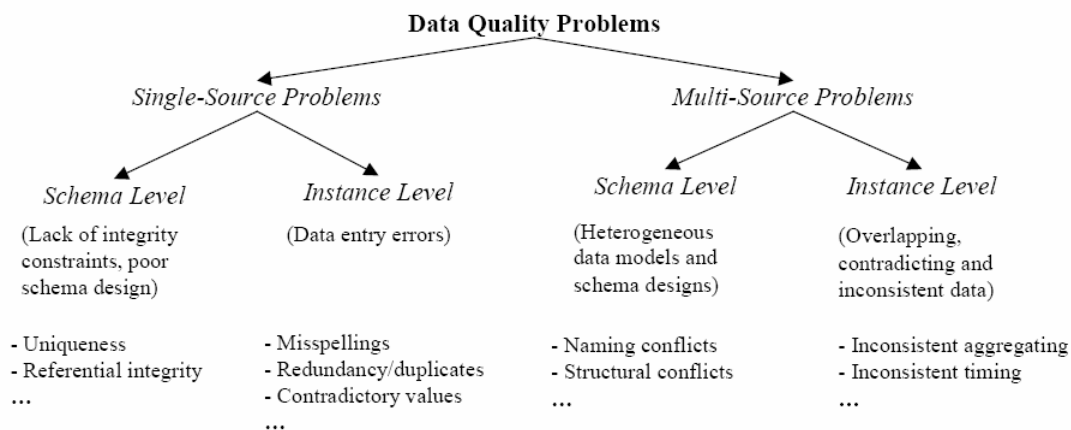 Data Quality Problems
Single-Source Problems
Multi-Source Problems
Schema Level
Instance Level
Schema Level
Instance Level
(Lack of integrity
constraints, poor
schema design)
(Data entry errors)
(Heterogeneous
data models and
schema designs)
(Overlapping,
contradicting and
inconsistent data)
- Uniqueness
- Referential integrity
...
- Misspellings
- Redundancy/duplicates
- Contradictory values
...
- Naming conflicts
- Structural conflicts
...
- Inconsistent aggregating
- Inconsistent timing
...